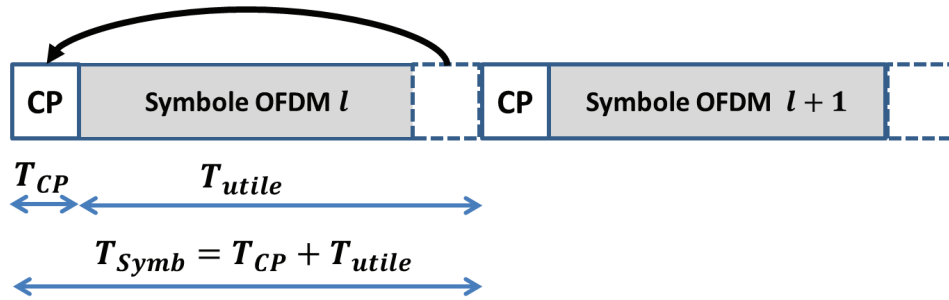 CP Symbole OFDM l CP Symbole OFDM l + 1
T_CP T_utile
T_Symb = T_CP + T_utile